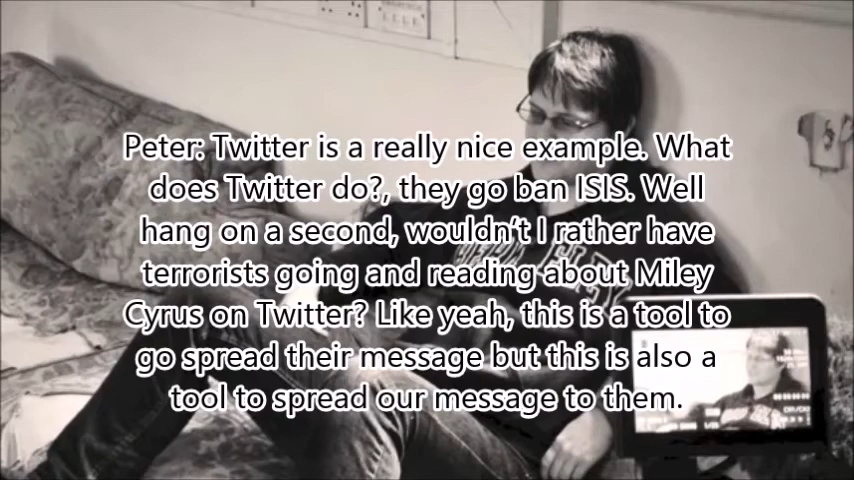 Peter: Twitter is a really nice example. What
does Twitter do?, they go ban ISIS. Well
hang on a second, wouldn't I rather have
terrorists going and reading about Miley
Cyrus on Twitter? Like yeah, this is a tool to
go spread their message but this is also a
tool to spread our message to them.